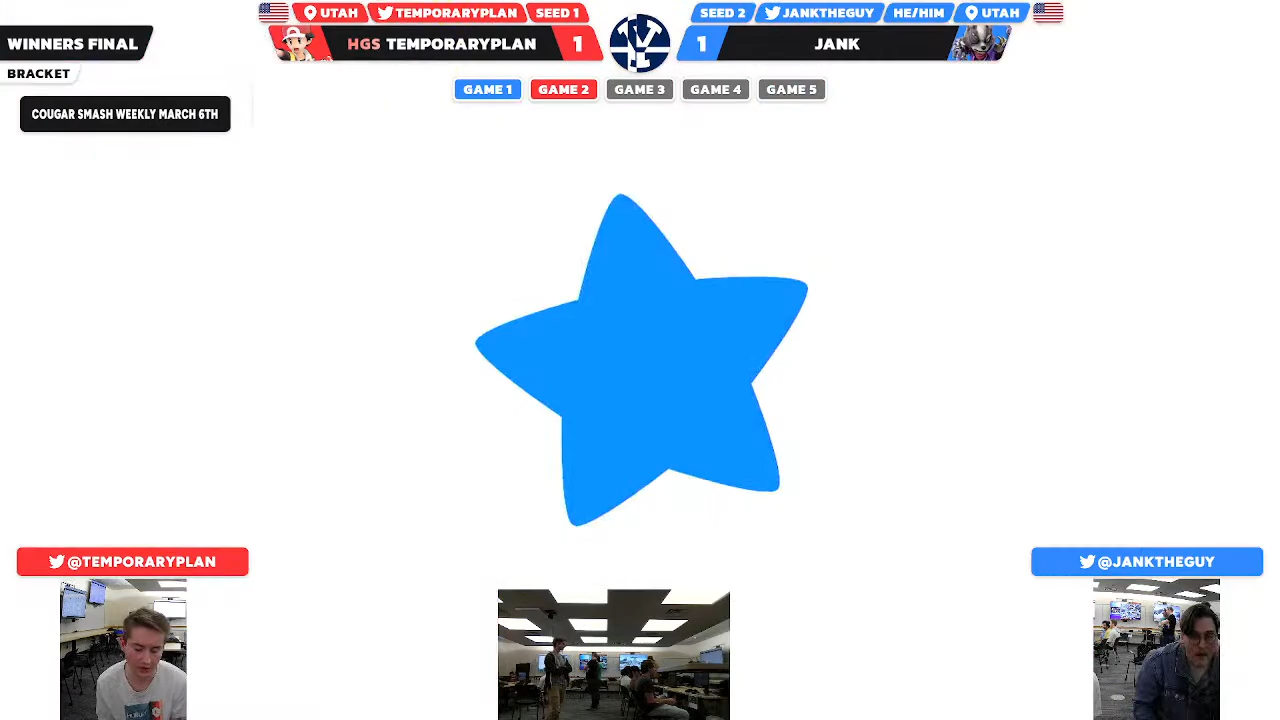 UTAH
TEMPORARYPLAN
SEED 1
SEED 2
JANKTHEGUY
HE/HIM
UTAH
WINNERS FINAL
HGS TEMPORARYPLAN
1
1
JANK
BRACKET
GAME 1
GAME 2
GAME 3
GAME 4
GAME 5
COUGAR SMASH WEEKLY MARCH 6TH
@TEMPORARYPLAN
@JANKTHEGUY